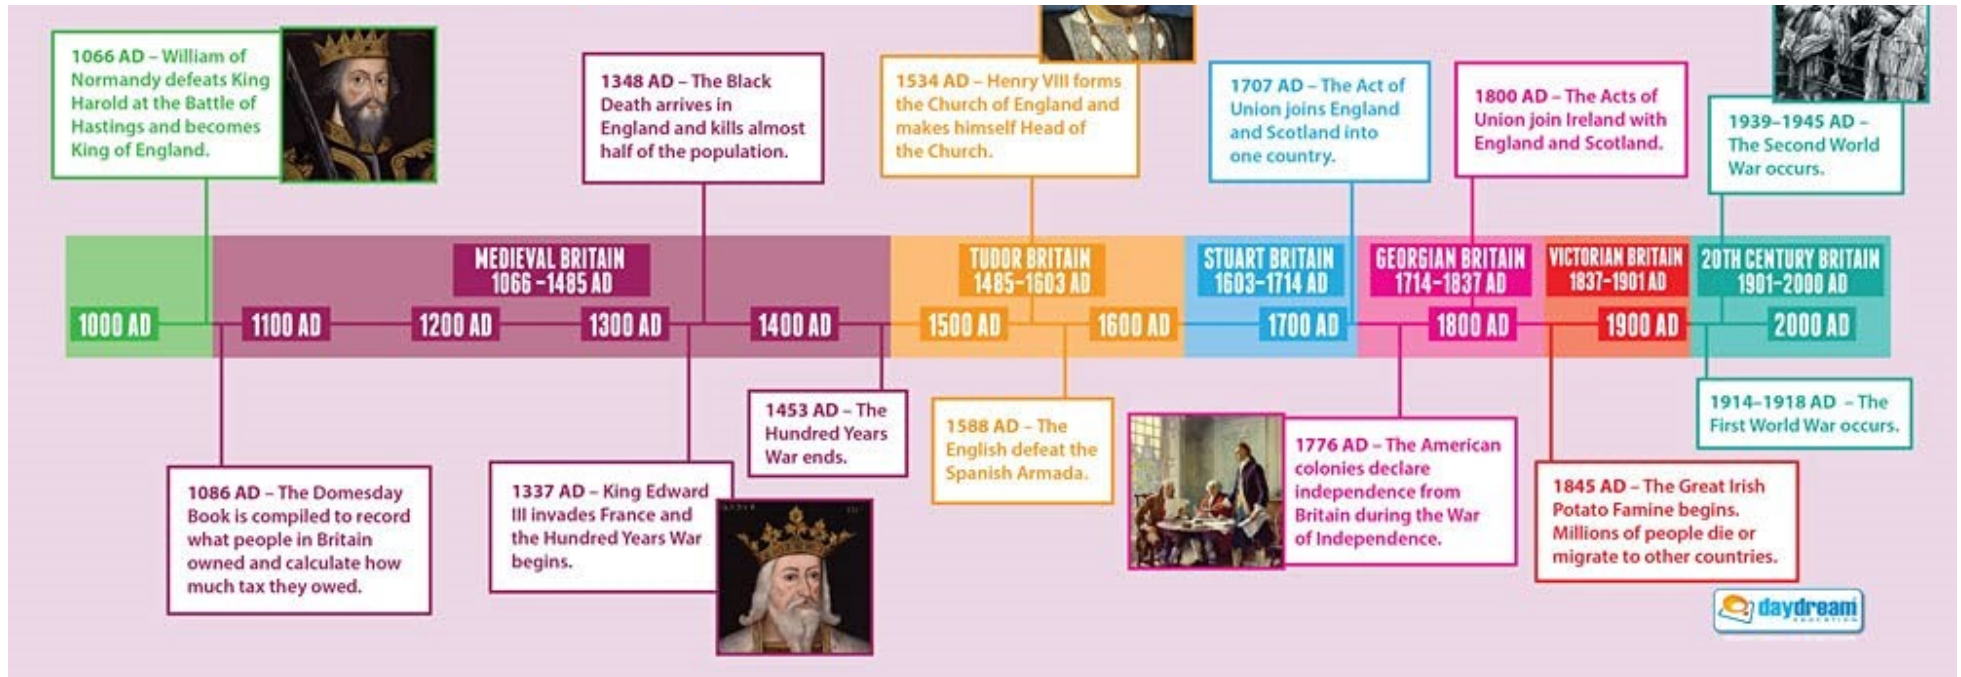 1066 AD – William of
Normandy defeats King
Harold at the Battle of
Hastings and becomes
King of England.
1348 AD – The Black
Death arrives in
England and kills almost
half of the population.
1534 AD – Henry VIII forms
the Church of England and
makes himself Head of
the Church.
1707 AD – The Act of
Union joins England
and Scotland into
one country.
1800 AD – The Acts of
Union join Ireland with
England and Scotland.
1939–1945 AD –
The Second World
War occurs.
MEDIEVAL BRITAIN
1066 –1485 AD
TUDOR BRITAIN
1485–1603 AD
STUART BRITAIN
1603–1714 AD
GEORGIAN BRITAIN
1714–1837 AD
VICTORIAN BRITAIN
1837–1901 AD
20TH CENTURY BRITAIN
1901–2000 AD
1000 AD
1100 AD
1200 AD
1300 AD
1400 AD
1500 AD
1600 AD
1700 AD
1800 AD
1900 AD
2000 AD
1086 AD – The Domesday
Book is compiled to record
what people in Britain
owned and calculate how
much tax they owed.
1337 AD – King Edward
III invades France and
the Hundred Years War
begins.
1453 AD – The
Hundred Years
War ends.
1588 AD – The
English defeat the
Spanish Armada.
1776 AD – The American
colonies declare
independence from
Britain during the War
of Independence.
1845 AD – The Great Irish
Potato Famine begins.
Millions of people die or
migrate to other countries.
1914–1918 AD – The
First World War occurs.
daydream
EDUCATION